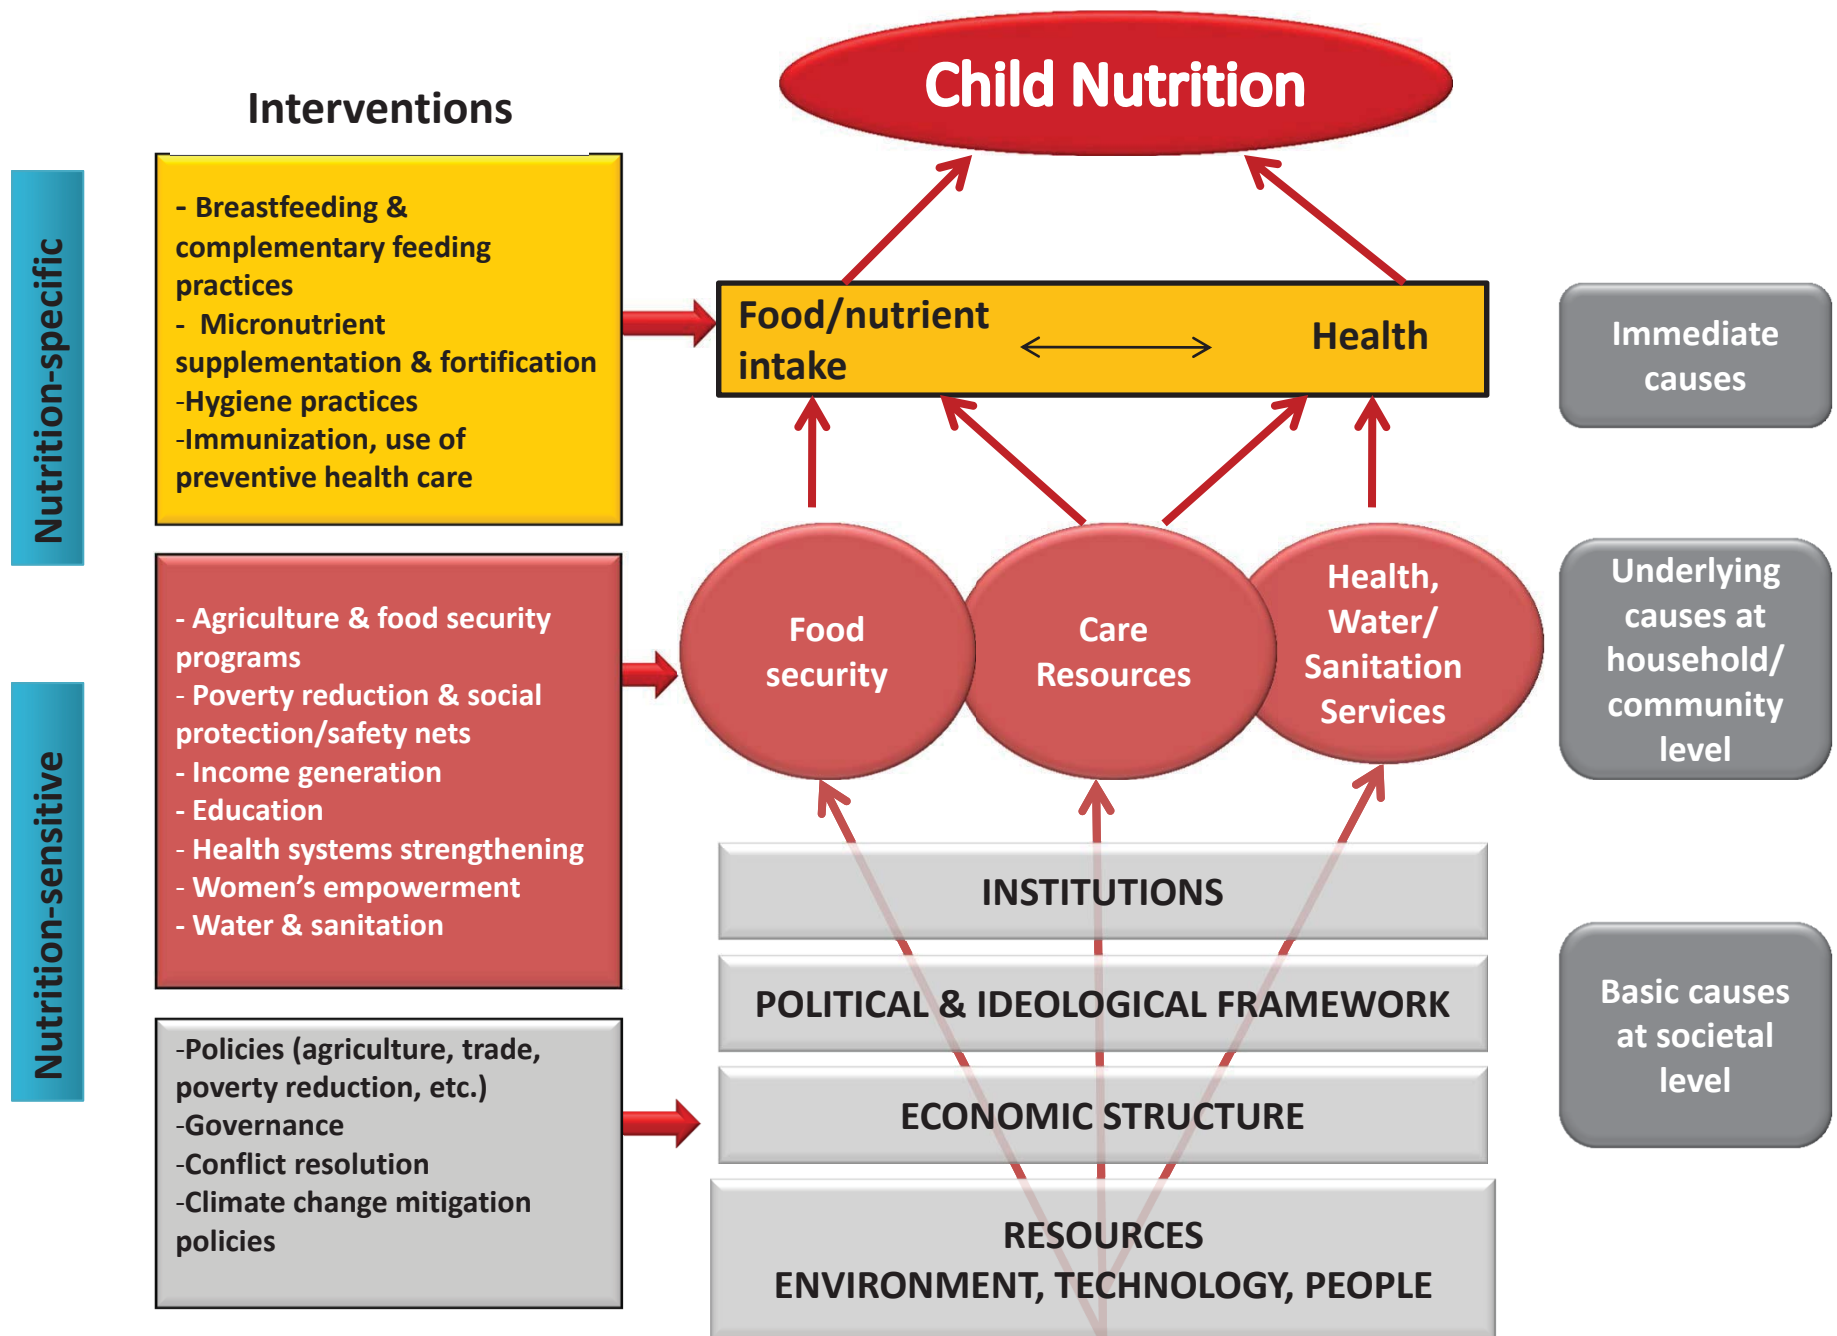 Child Nutrition
Interventions
Nutrition-specific
- Breastfeeding &
complementary feeding
practices
- Micronutrient
supplementation & fortification
-Hygiene practices
-Immunization, use of
preventive health care
Food/nutrient
intake
Health
Immediate
causes
- Agriculture & food security
programs
- Poverty reduction & social
protection/safety nets
- Income generation
- Education
- Health systems strengthening
- Women’s empowerment
- Water & sanitation
Food
security
Care
Resources
Health,
Water/
Sanitation
Services
Underlying
causes at
household/
community
level
Nutrition-sensitive
-Policies (agriculture, trade,
poverty reduction, etc.)
-Governance
-Conflict resolution
-Climate change mitigation
policies
INSTITUTIONS
POLITICAL & IDEOLOGICAL FRAMEWORK
ECONOMIC STRUCTURE
RESOURCES
ENVIRONMENT, TECHNOLOGY, PEOPLE
Basic causes
at societal
level